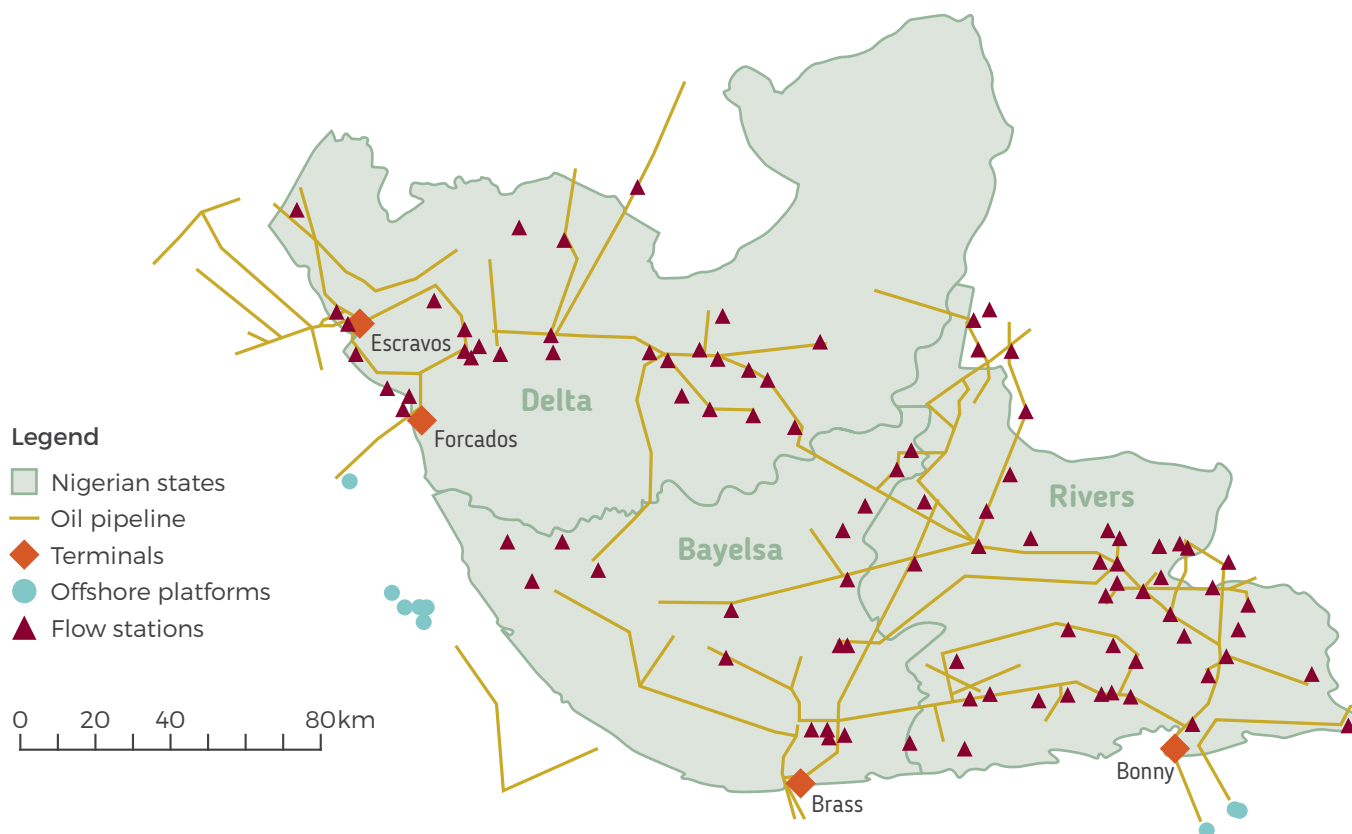 Escravos
Delta
Forcados
Legend
Nigerian states
Oil pipeline
Terminals
Offshore platforms
Flow stations
Rivers
Bayelsa
0 20 40 80km
Bonny
Brass